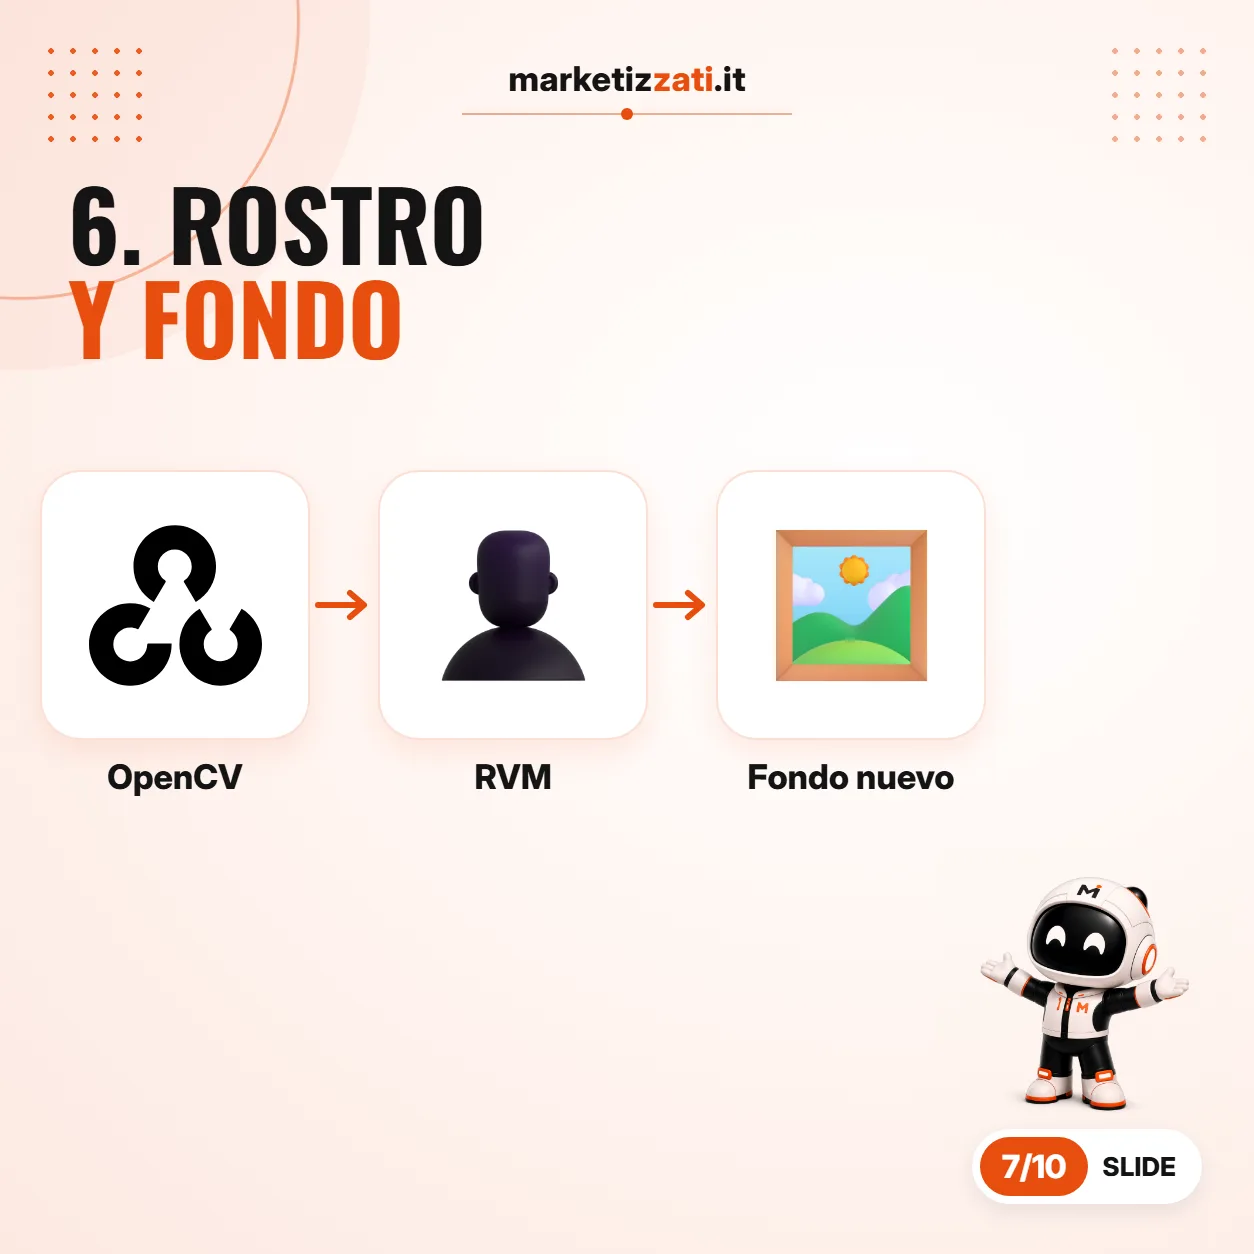 marketizzati.it
6. ROSTRO
Y FONDO
OpenCV
RVM
Fondo nuevo
M
M
7/10 SLIDE